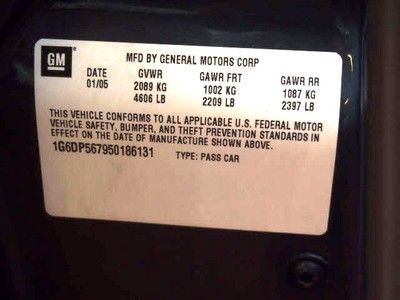 GM
MFD BY GENERAL MOTORS CORP
DATE GVWR GAWR FRT GAWR RR
01/05 2089 KG 1002 KG 1087 KG
4606 LB 2209 LB 2397 LB
THIS VEHICLE CONFORMS TO ALL APPLICABLE U.S. FEDERAL MOTOR
VEHICLE SAFETY, BUMPER, AND THEFT PREVENTION STANDARDS IN
EFFECT ON THE DATE OF MANUFACTURE SHOWN ABOVE.
1G6DP567950186131 TYPE: PASS CAR